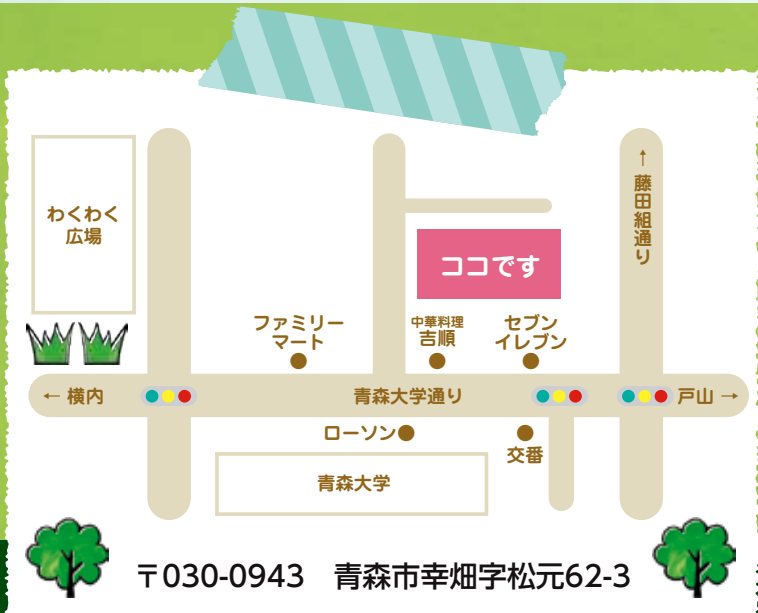 わくわく
広場
↑ 藤田組通り
ココです
ファミリー
マート
中華料理
吉順
セブン
イレブン
← 横内
青森大学通り
戸山 →
ローソン
交番
青森大学
〒030-0943 青森市幸畑字松元62-3